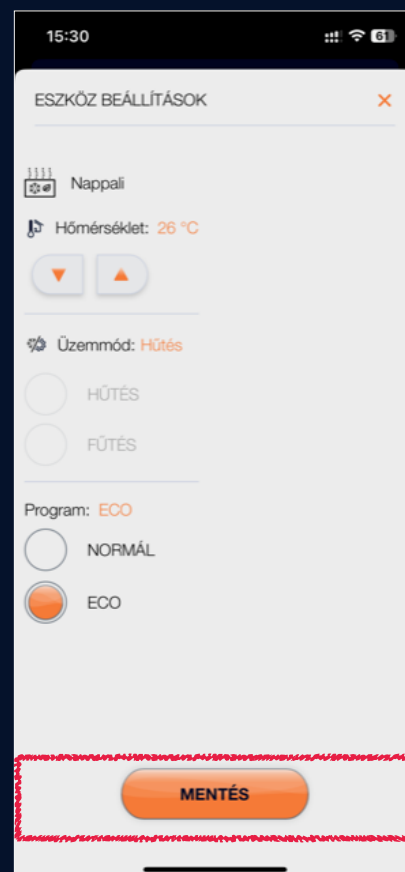 15:30 61
ESZKÖZ BEÁLLÍTÁSOK ×
Nappali
Hőmérséklet: 26 °C
Üzemmód: Hűtés
HŰTÉS
FŰTÉS
Program: ECO
NORMÁL
ECO
MENTÉS